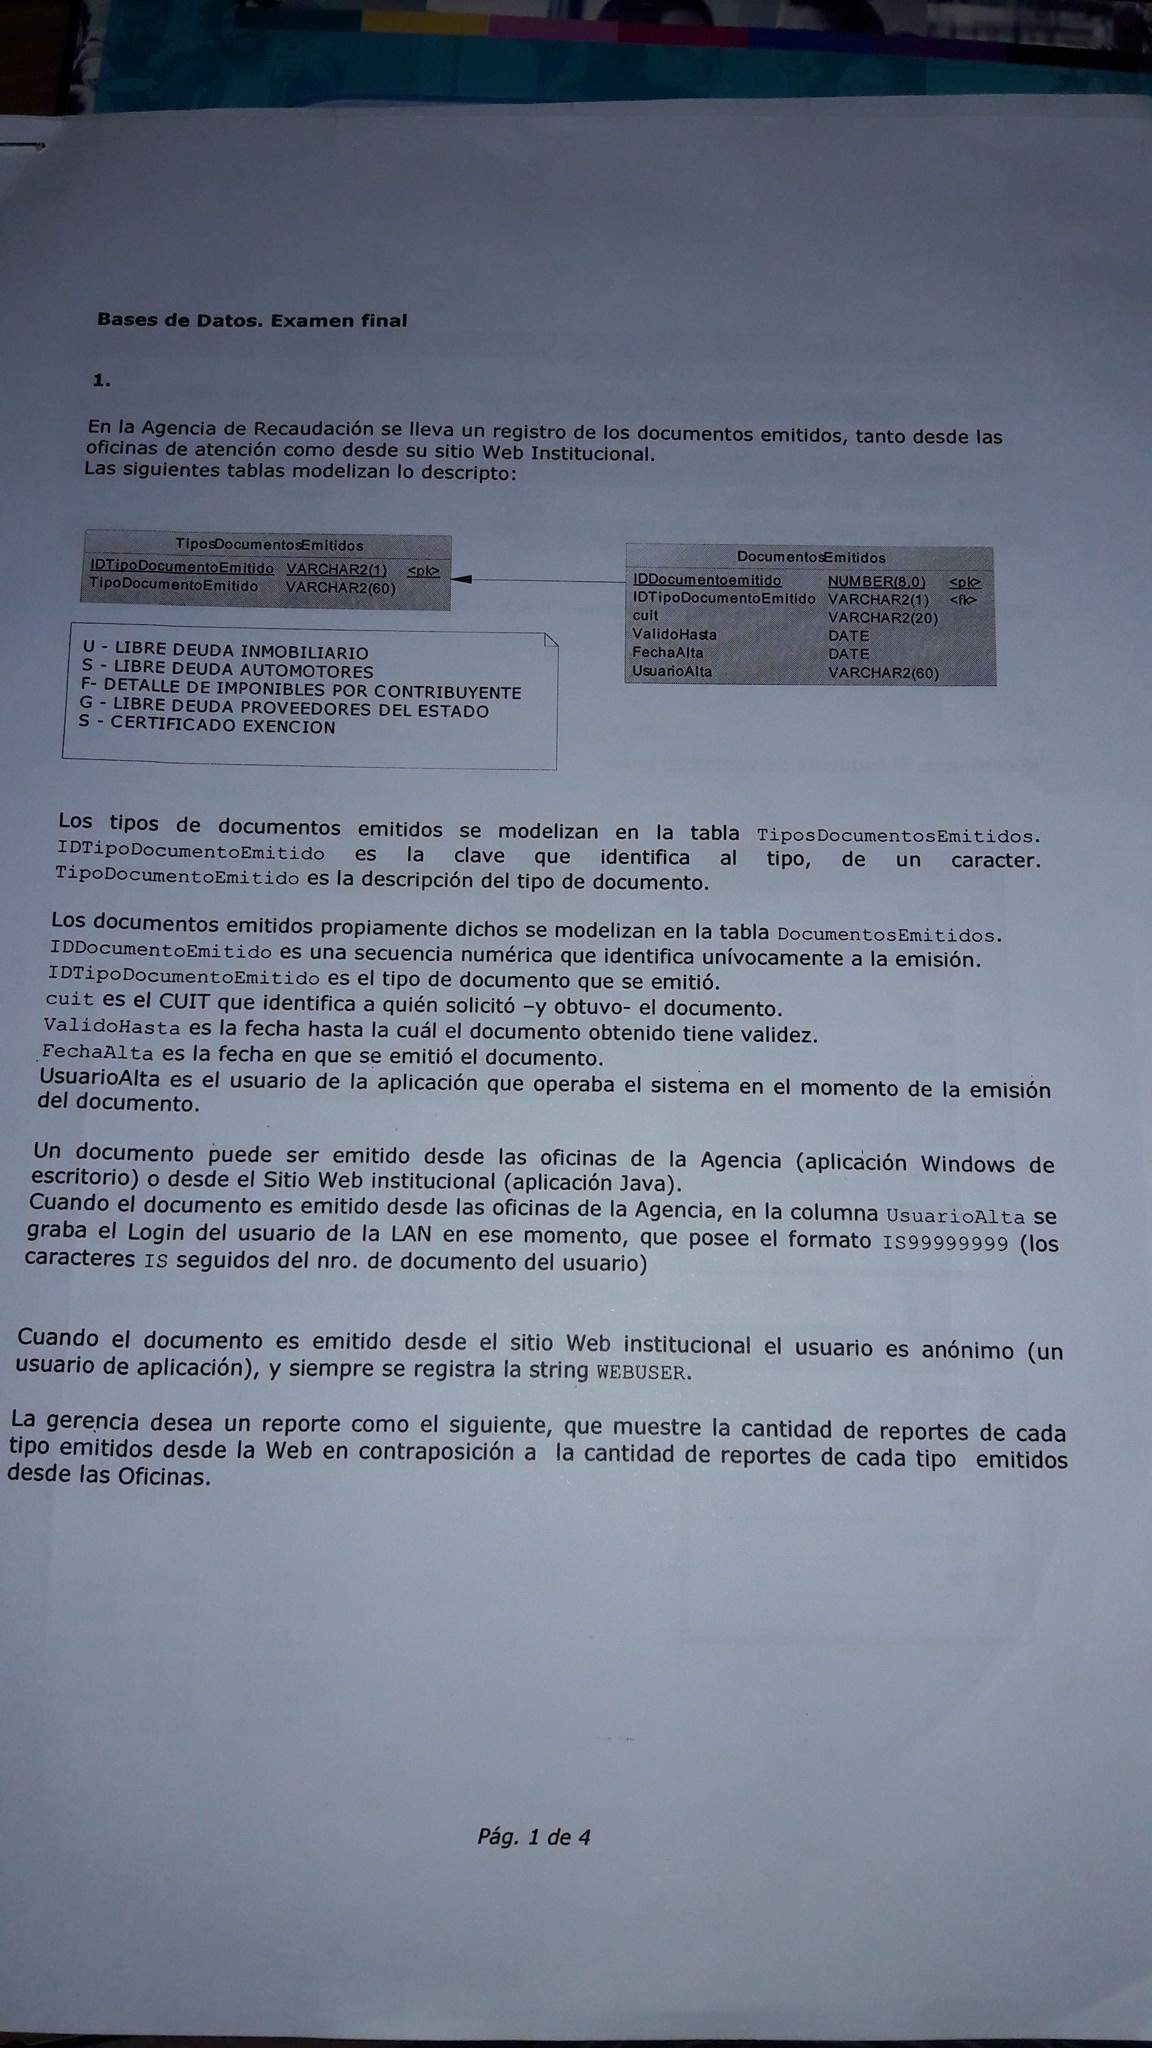 Bases de Datos. Examen final
1.
En la Agencia de Recaudación se lleva un registro de los documentos emitidos, tanto desde las
oficinas de atención como desde su sitio Web Institucional.
Las siguientes tablas modelizan lo descripto:
TiposDocumentosEmitidos
IDTipoDocumentoEmitido VARCHAR2(1) <pk>
TipoDocumentoEmitido VARCHAR2(60)
DocumentosEmitidos
IDDocumentoemitido NUMBER(8,0) <pk>
IDTipoDocumentoEmitido VARCHAR2(1) <fk>
cuit VARCHAR2(20)
ValidoHasta DATE
FechaAlta DATE
UsuarioAlta VARCHAR2(60)
U - LIBRE DEUDA INMOBILIARIO
S - LIBRE DEUDA AUTOMOTORES
F- DETALLE DE IMPONIBLES POR CONTRIBUYENTE
G - LIBRE DEUDA PROVEEDORES DEL ESTADO
S - CERTIFICADO EXENCION
Los tipos de documentos emitidos se modelizan en la tabla TiposDocumentosEmitidos.
IDTipoDocumentoEmitido es la clave que identifica al tipo, de un caracter.
TipoDocumentoEmitido es la descripción del tipo de documento.
Los documentos emitidos propiamente dichos se modelizan en la tabla DocumentosEmitidos.
IDDocumentoEmitido es una secuencia numérica que identifica unívocamente a la emisión.
IDTipoDocumentoEmitido es el tipo de documento que se emitió.
cuit es el CUIT que identifica a quién solicitó –y obtuvo- el documento.
ValidoHasta es la fecha hasta la cuál el documento obtenido tiene validez.
FechaAlta es la fecha en que se emitió el documento.
UsuarioAlta es el usuario de la aplicación que operaba el sistema en el momento de la emisión
del documento.
Un documento puede ser emitido desde las oficinas de la Agencia (aplicación Windows de
escritorio) o desde el Sitio Web institucional (aplicación Java).
Cuando el documento es emitido desde las oficinas de la Agencia, en la columna UsuarioAlta se
graba el Login del usuario de la LAN en ese momento, que posee el formato IS99999999 (los
caracteres IS seguidos del nro. de documento del usuario)
Cuando el documento es emitido desde el sitio Web institucional el usuario es anónimo (un
usuario de aplicación), y siempre se registra la string WEBUSER.
La gerencia desea un reporte como el siguiente, que muestre la cantidad de reportes de cada
tipo emitidos desde la Web en contraposición a la cantidad de reportes de cada tipo emitidos
desde las Oficinas.
Pág. 1 de 4